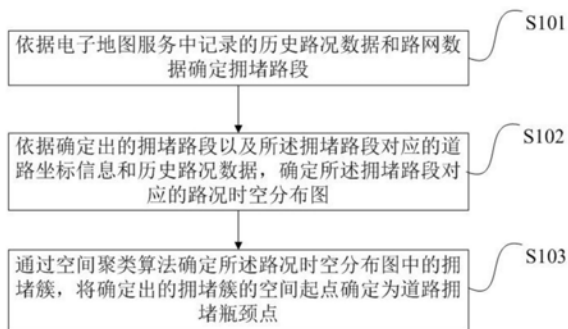 S101
依据电子地图服务中记录的历史路况数据和路网数
据确定拥堵路段
S102
依据确定出的拥堵路段以及所述拥堵路段对应的道
路坐标信息和历史路况数据，确定所述拥堵路段对
应的路况时空分布图
S103
通过空间聚类算法确定所述路况时空分布图中的拥
堵簇，将确定出的拥堵簇的空间起点确定为道路拥
堵瓶颈点